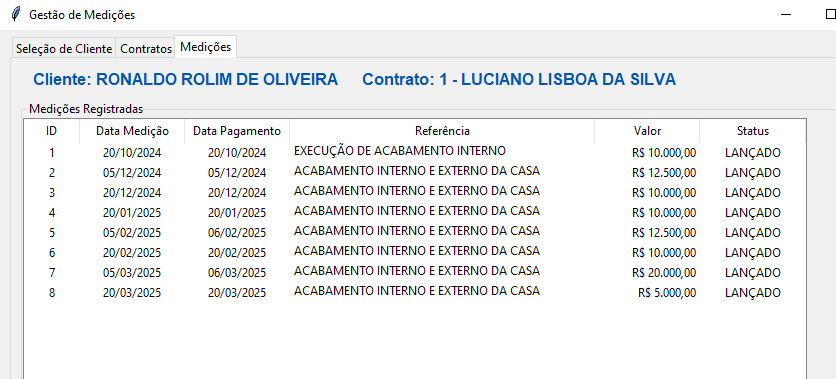 Gestão de Medições
Seleção de Cliente Contratos Medições
Cliente: RONALDO ROLIM DE OLIVEIRA Contrato: 1 - LUCIANO LISBOA DA SILVA
Medições Registradas
ID Data Medição Data Pagamento Referência Valor Status
1 20/10/2024 20/10/2024 EXECUÇÃO DE ACABAMENTO INTERNO R$ 10.000,00 LANÇADO
2 05/12/2024 05/12/2024 ACABAMENTO INTERNO E EXTERNO DA CASA R$ 12.500,00 LANÇADO
3 20/12/2024 20/12/2024 ACABAMENTO INTERNO E EXTERNO DA CASA R$ 10.000,00 LANÇADO
4 20/01/2025 20/01/2025 ACABAMENTO INTERNO E EXTERNO DA CASA R$ 10.000,00 LANÇADO
5 05/02/2025 06/02/2025 ACABAMENTO INTERNO E EXTERNO DA CASA R$ 12.500,00 LANÇADO
6 20/02/2025 20/02/2025 ACABAMENTO INTERNO E EXTERNO DA CASA R$ 10.000,00 LANÇADO
7 05/03/2025 06/03/2025 ACABAMENTO INTERNO E EXTERNO DA CASA R$ 20.000,00 LANÇADO
8 20/03/2025 20/03/2025 ACABAMENTO INTERNO E EXTERNO DA CASA R$ 5.000,00 LANÇADO